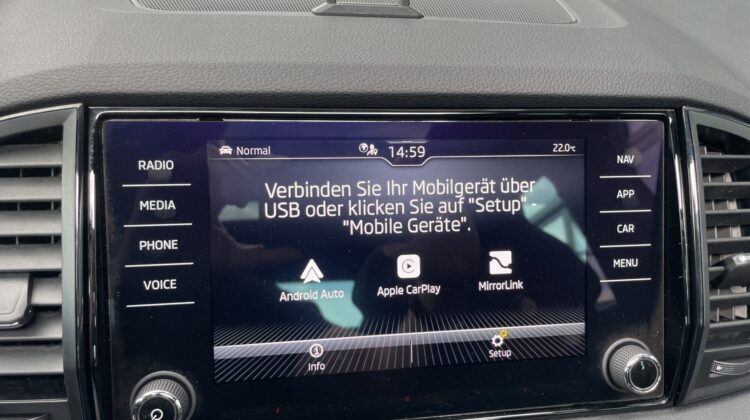 RADIO
MEDIA
PHONE
VOICE
Normal
14:59
22.0°C
Verbinden Sie Ihr Mobilgerät über
USB oder klicken Sie auf "Setup" -
"Mobile Geräte".
Android Auto
Apple CarPlay
MirrorLink
Info
Setup
NAV
APP
CAR
MENU